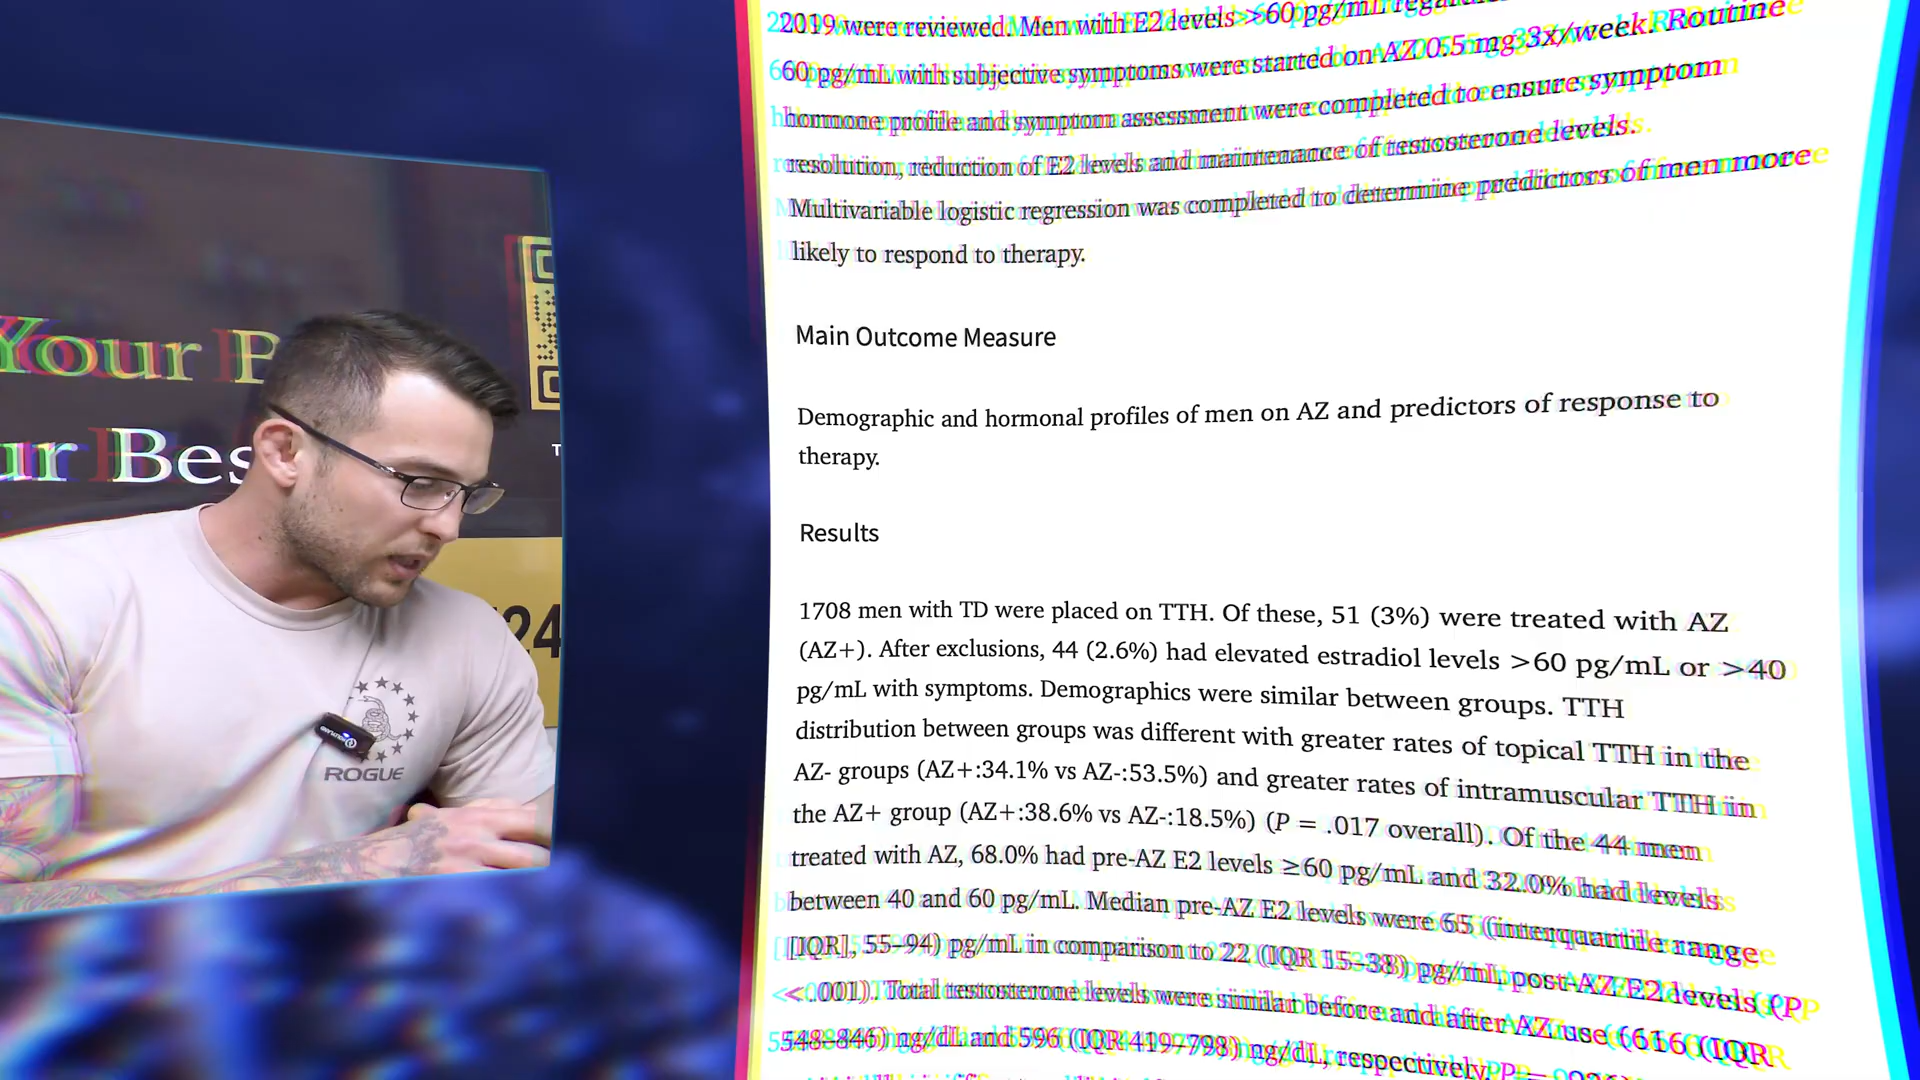 Your B
ur Bes
T
24
ROGUE
2019 were reviewed. Men with E2 levels >60 pg/mL
60 pg/mL with subjective symptoms were started on AZ 0.5 mg 3x/week. Routine
hormone profile and symptom assessment were completed to ensure symptom
resolution, reduction of E2 levels and maintenance of testosterone levels.
Multivariable logistic regression was completed to determine predictors of men more
likely to respond to therapy.
Main Outcome Measure
Demographic and hormonal profiles of men on AZ and predictors of response to
therapy.
Results
1708 men with TD were placed on TTH. Of these, 51 (3%) were treated with AZ
(AZ+). After exclusions, 44 (2.6%) had elevated estradiol levels >60 pg/mL or >40
pg/mL with symptoms. Demographics were similar between groups. TTH
distribution between groups was different with greater rates of topical TTH in the
AZ- groups (AZ+:34.1% vs AZ-:53.5%) and greater rates of intramuscular TTH in
the AZ+ group (AZ+:38.6% vs AZ-:18.5%) (P = .017 overall). Of the 44 men
treated with AZ, 68.0% had pre-AZ E2 levels ≥60 pg/mL and 32.0% had levels
between 40 and 60 pg/mL. Median pre-AZ E2 levels were 65 (interquartile range
[IQR], 55–94) pg/mL in comparison to 22 (IQR 15–38) pg/mL post-AZ E2 levels (P
< .001). Total testosterone levels were similar before and after AZ use (616 (IQR
548–846) ng/dL and 596 (IQR 419–798) ng/dL, respectively, P =